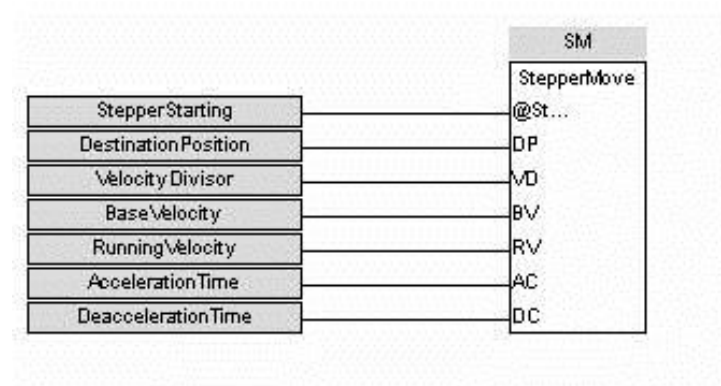 SM
StepperMove
StepperStarting @St...
DestinationPosition DP
VelocityDivisor VD
BaseVelocity BV
RunningVelocity RV
AccelerationTime AC
DeaccelerationTime DC